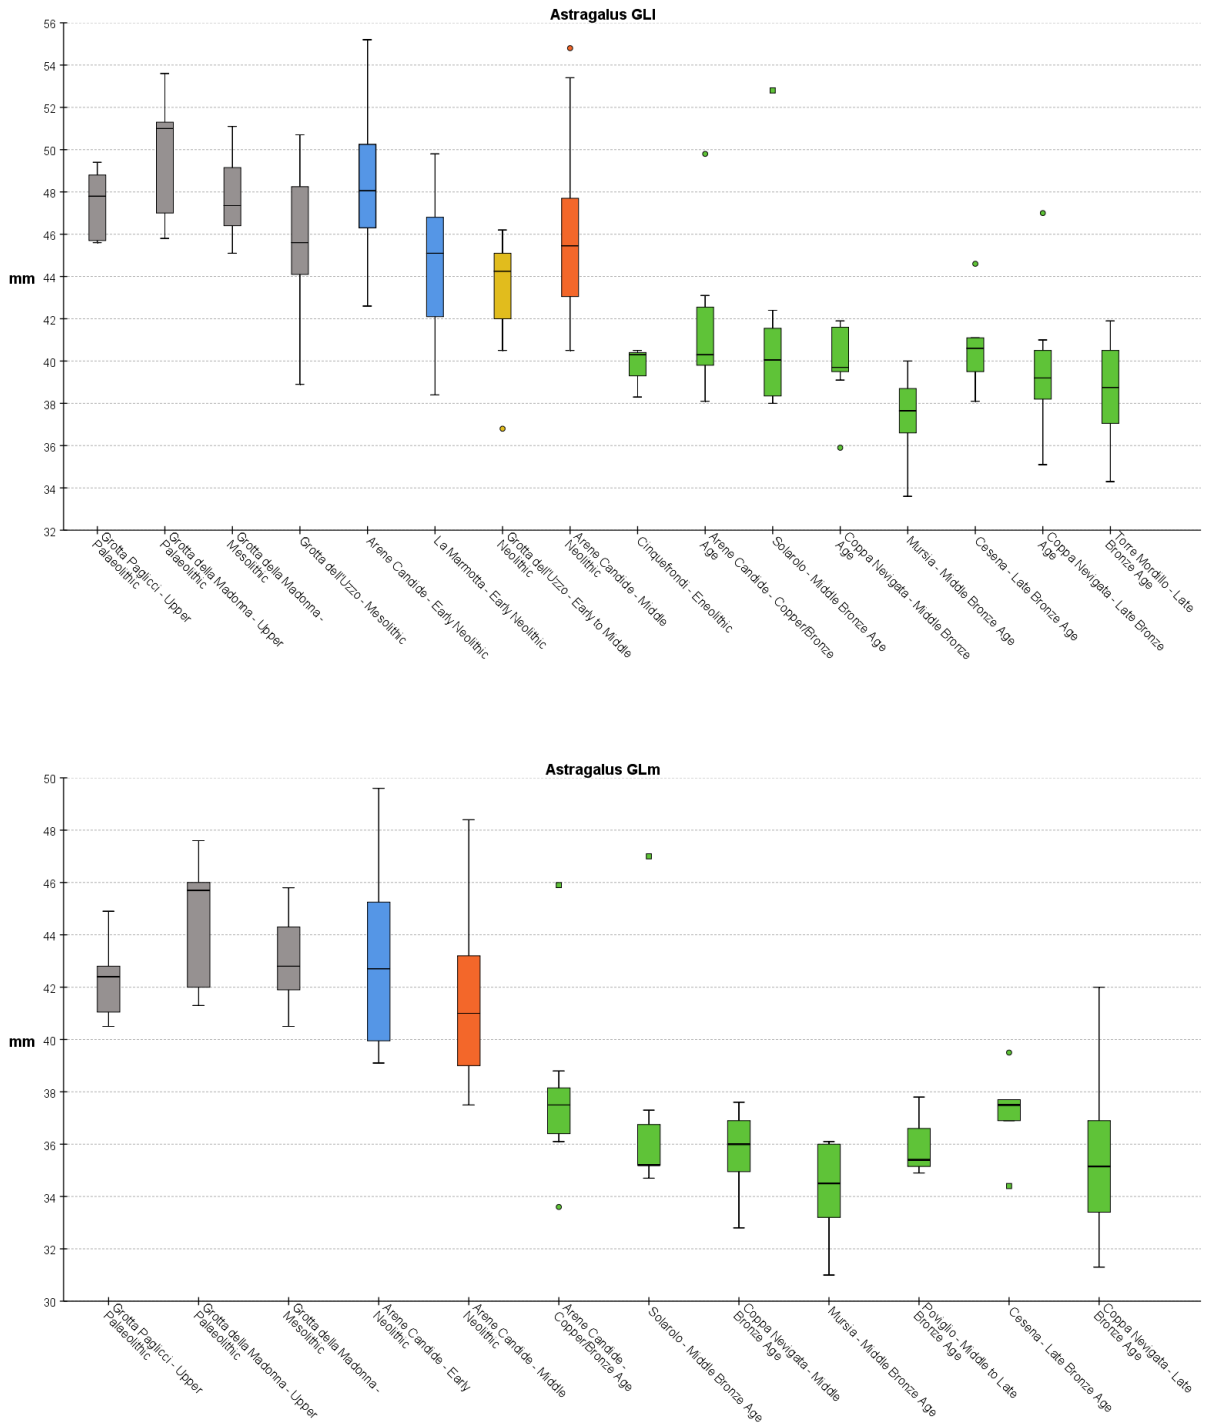 Astragalus GLl
56
54
52
50
48
46
44
42
40
38
36
34
32
mm
Grotta Paglicci - Upper
Palaeolithic
Grotta della Madonna - Upper
Palaeolithic
Grotta della Madonna -
Mesolithic
Grotta dell'Uzzo - Mesolithic
Arene Candide - Early Neolithic
La Marmotta - Early Neolithic
Grotta dell'Uzzo - Early to Middle
Neolithic
Arene Candide - Middle
Neolithic
Cinquefrondi - Eneolithic
Arene Candide - Copper/Bronze
Age
Solarolo - Middle Bronze Age
Coppa Nevigata - Middle Bronze
Age
Mursia - Middle Bronze Age
Cesena - Late Bronze Age
Coppa Nevigata - Late Bronze
Age
Torre Mordillo - Late
Bronze Age
Astragalus GLm
50
48
46
44
42
40
38
36
34
32
30
mm
Grotta Paglicci - Upper
Palaeolithic
Grotta della Madonna - Upper
Palaeolithic
Grotta della Madonna -
Mesolithic
Arene Candide - Early
Neolithic
Arene Candide - Middle
Neolithic
Arene Candide -
Copper/Bronze Age
Solarolo - Middle Bronze Age
Coppa Nevigata - Middle
Bronze Age
Mursia - Middle Bronze Age
Poviglio - Middle to Late
Bronze Age
Cesena - Late Bronze Age
Coppa Nevigata - Late
Bronze Age